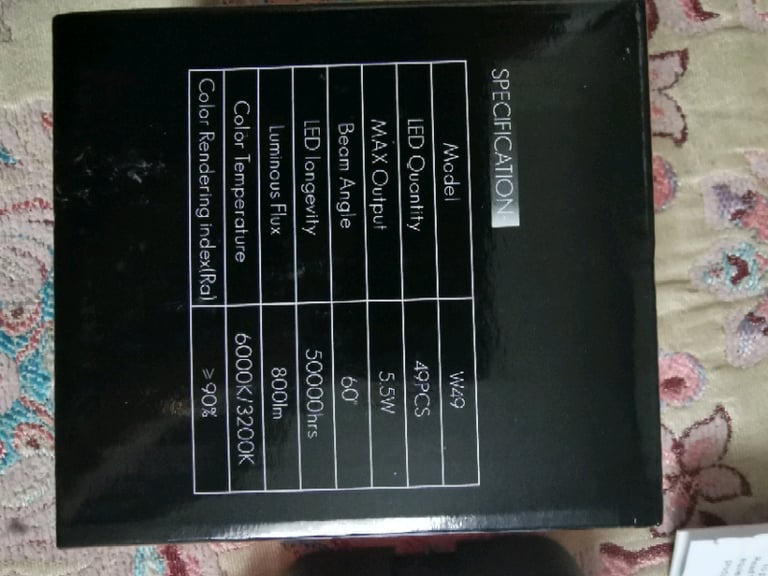 SPECIFICATION
Model W49
LED Quantity 49PCS
MAX Output 5.5W
Beam Angle 60°
LED longevity 50000hrs
Luminous Flux 800lm
Color Temperature 6000K/3200K
Color Rendering index(Ra) ≥90%